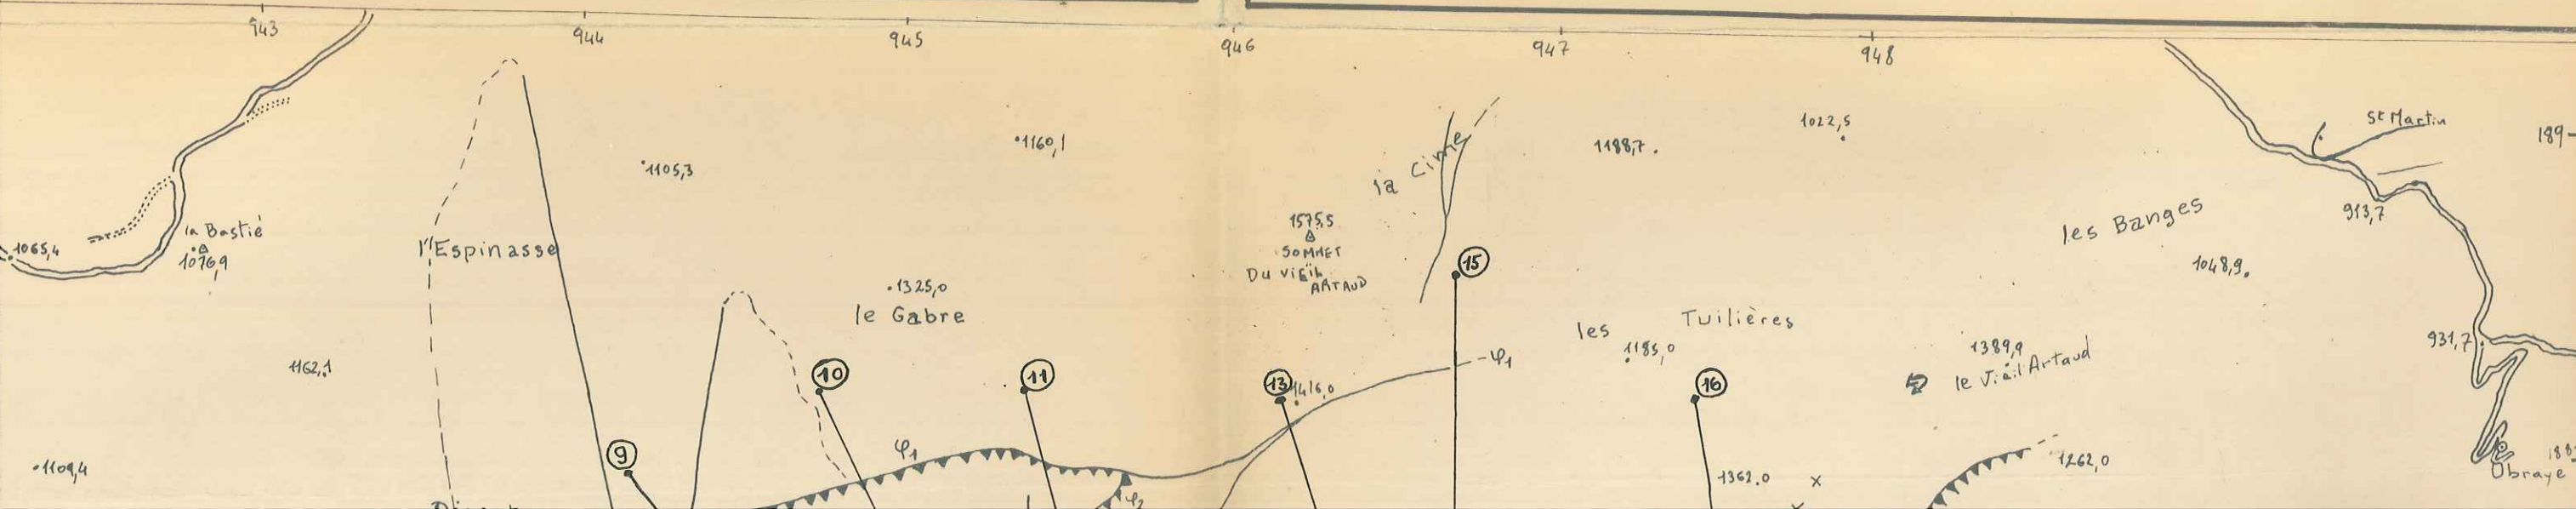 943
944
945
946
947
948
St Martin
189-
1022,5
1188,7
1160,1
1105,3
la Cime
913,7
les Banges
1048,9
la Bastié
1076,9
1065,4
l'Espinasse
1575,5
SOMMET
DU VIEIL
ARTAUD
15
1325,0
le Gabre
les Tuilières
1185,0
931,7
1389,9
le Vieil Artaud
φ1
1162,1
10
11
13
1416,0
16
9
φ1
1109,4
1362.0
x
1262,0
Obraye
φ2
x